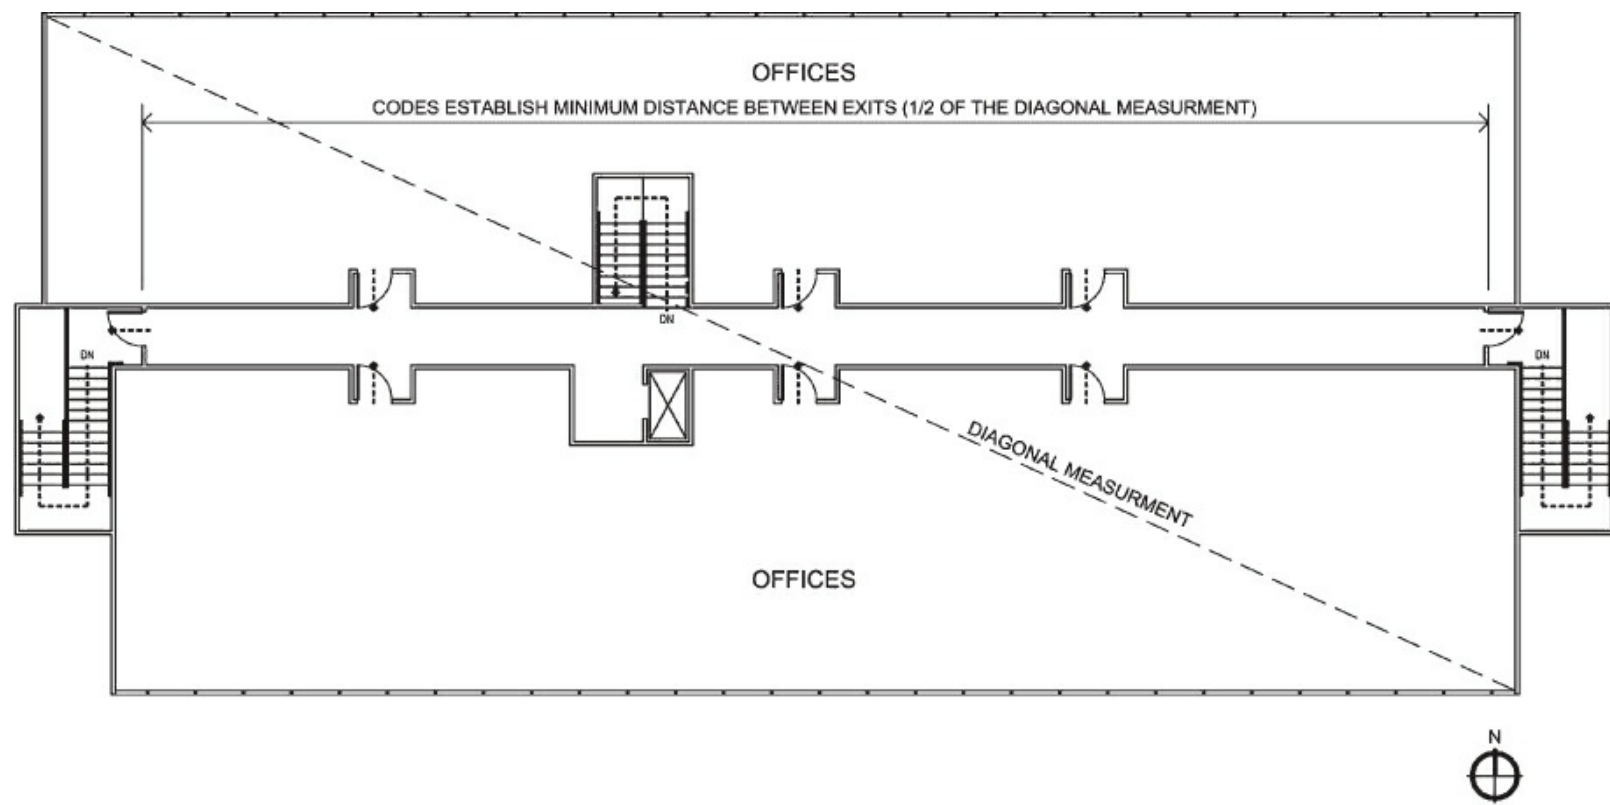 OFFICES
CODES ESTABLISH MINIMUM DISTANCE BETWEEN EXITS (1/2 OF THE DIAGONAL MEASURMENT)
DN
DN
DN
DIAGONAL MEASURMENT
OFFICES
N